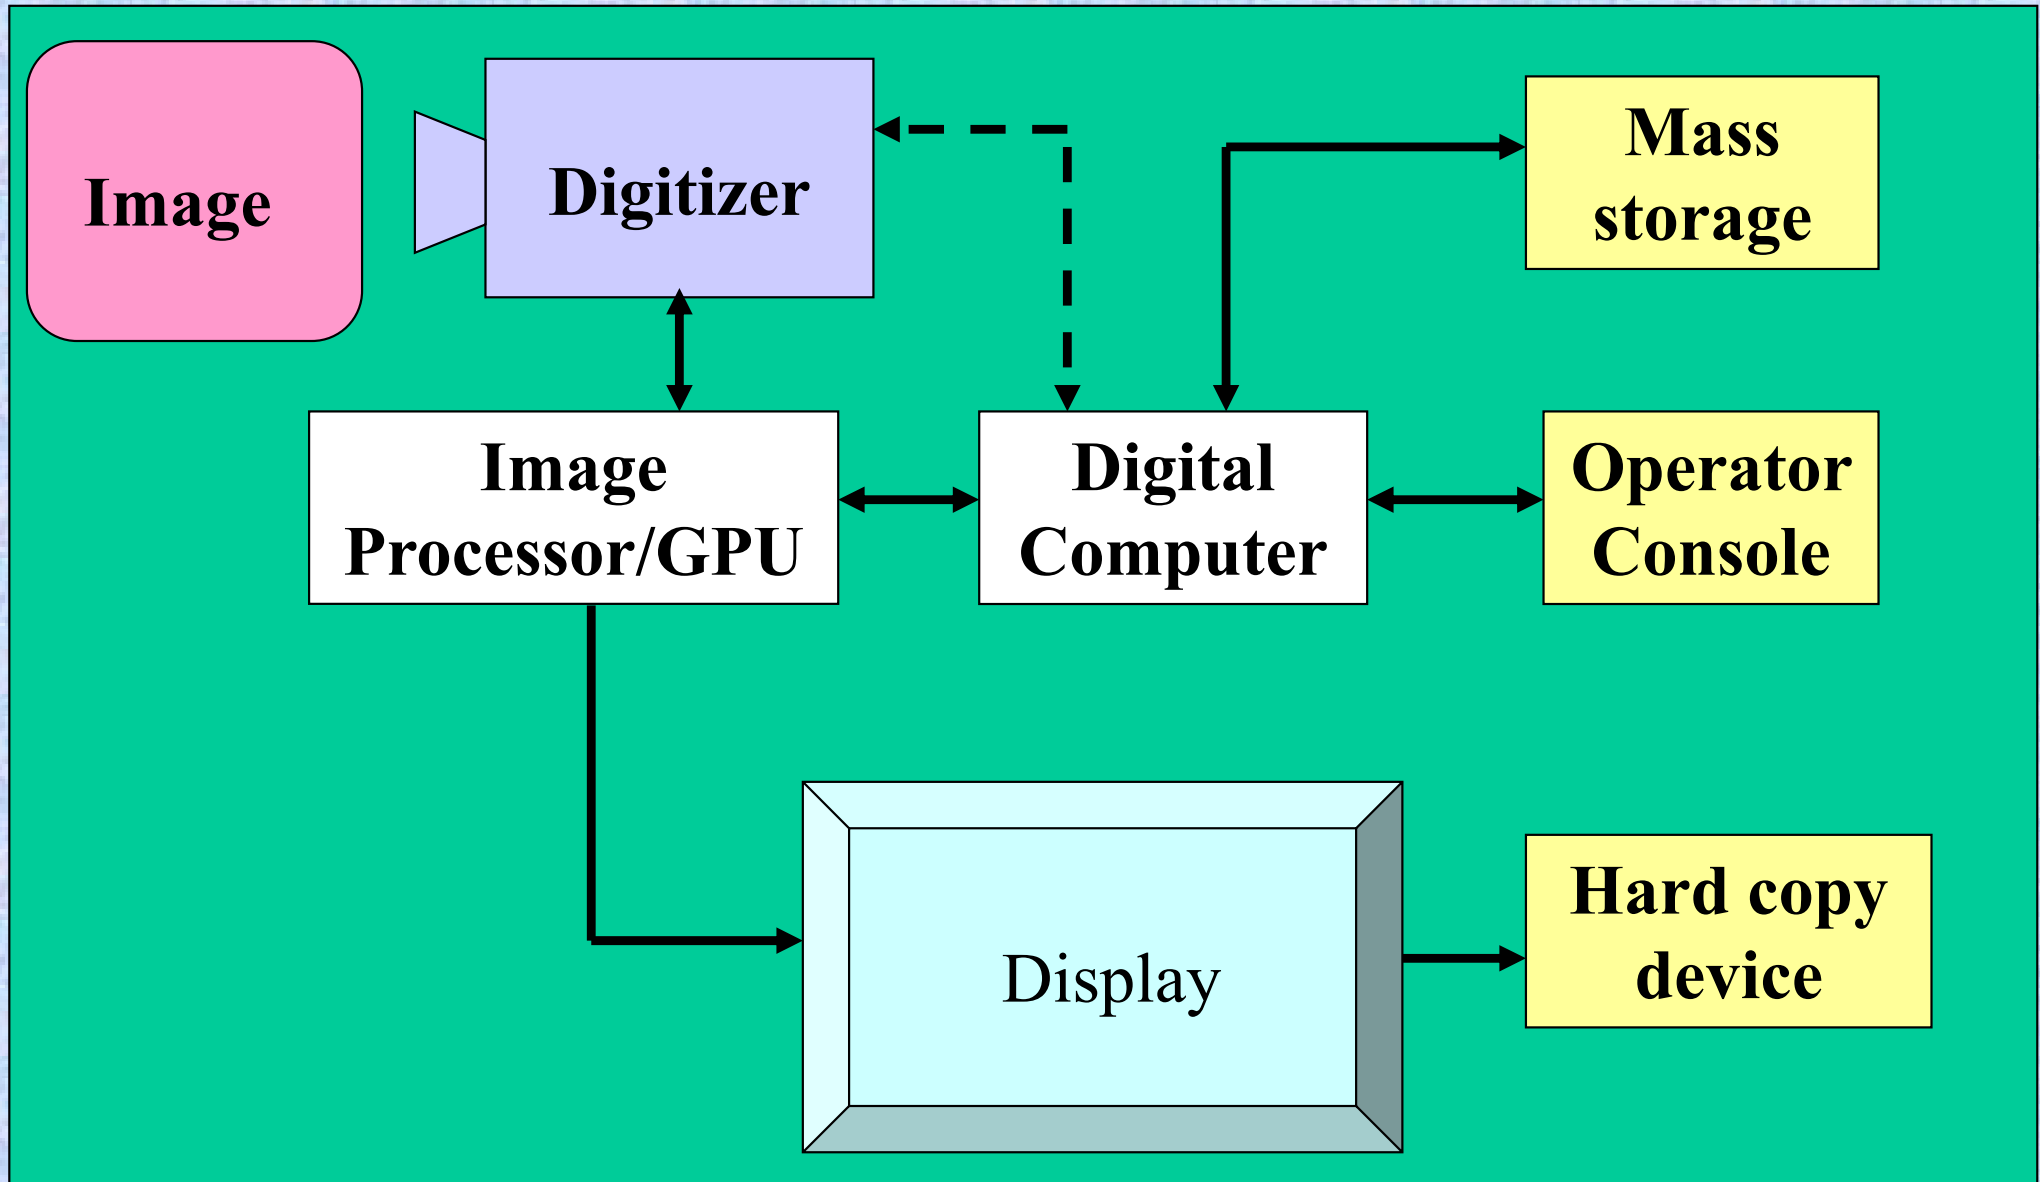 Image
Digitizer
Mass
storage
Image
Processor/GPU
Digital
Computer
Operator
Console
Display
Hard copy
device